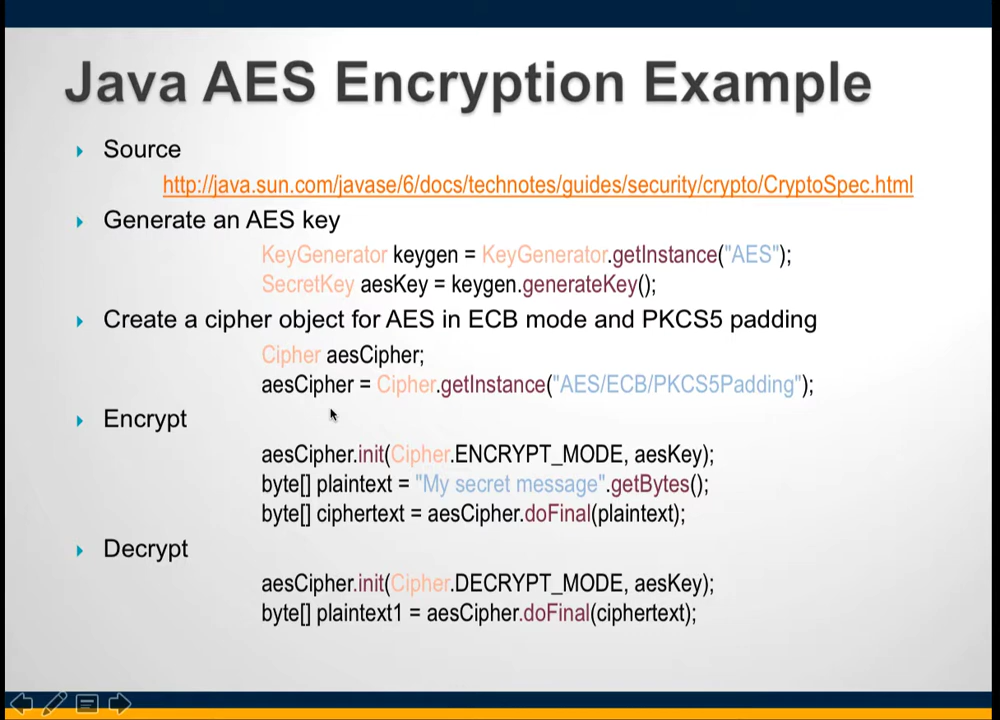 Java AES Encryption Example
Source
http://java.sun.com/javase/6/docs/technotes/guides/security/crypto/CryptoSpec.html
Generate an AES key
KeyGenerator keygen = KeyGenerator.getInstance("AES");
SecretKey aesKey = keygen.generateKey();
Create a cipher object for AES in ECB mode and PKCS5 padding
Cipher aesCipher;
aesCipher = Cipher.getInstance("AES/ECB/PKCS5Padding");
Encrypt
aesCipher.init(Cipher.ENCRYPT_MODE, aesKey);
byte[] plaintext = "My secret message".getBytes();
byte[] ciphertext = aesCipher.doFinal(plaintext);
Decrypt
aesCipher.init(Cipher.DECRYPT_MODE, aesKey);
byte[] plaintext1 = aesCipher.doFinal(ciphertext);